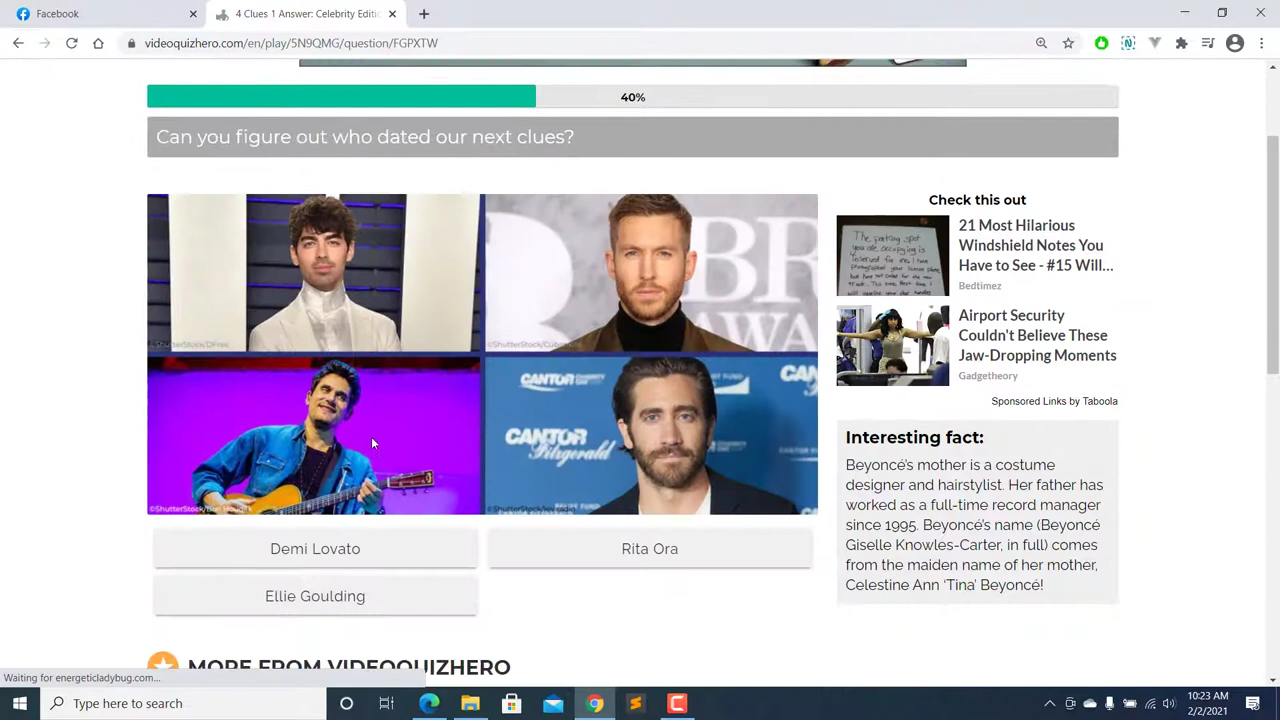 Facebook
4 Clues 1 Answer: Celebrity Editi
videoquizhero.com/en/play/5N9QMG/question/FGPXTW
40%
Can you figure out who dated our next clues?
Check this out
21 Most Hilarious
Windshield Notes You
Have to See - #15 Will...
Bedtimez
Airport Security
Couldn't Believe These
Jaw-Dropping Moments
Gadgetheory
Sponsored Links by Taboola
©ShutterStock/DFree
CANTOR
CANTOR
Fitzgerald
Demi Lovato
Rita Ora
Ellie Goulding
Interesting fact:
Beyoncé's mother is a costume
designer and hairstylist. Her father has
worked as a full-time record manager
since 1995. Beyoncé's name (Beyoncé
Giselle Knowles-Carter, in full) comes
from the maiden name of her mother,
Celestine Ann 'Tina' Beyoncé!
MORE FROM VIDEOQUIZHERO
Waiting for energeticladybug.com...
Type here to search
10:23 AM
2/2/2021